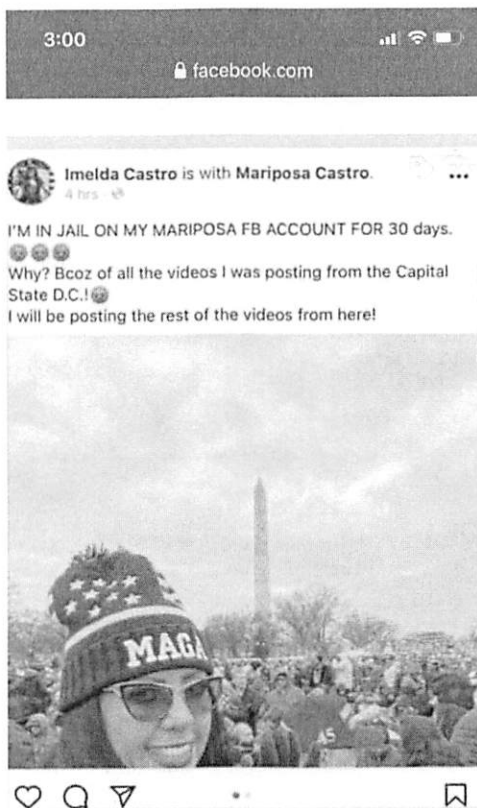 3:00
facebook.com
Imelda Castro is with Mariposa Castro.
4 hrs
I'M IN JAIL ON MY MARIPOSA FB ACCOUNT FOR 30 days.
Why? Bcoz of all the videos I was posting from the Capital
State D.C.!
I will be posting the rest of the videos from here!
MAGA